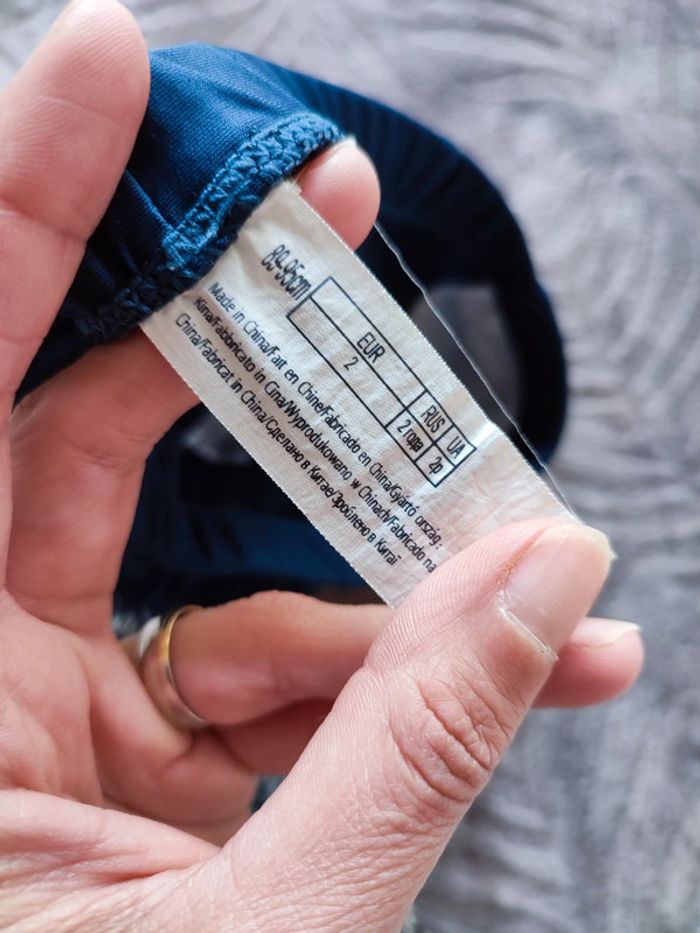 89-95cm
EUR RUS UA
2 2 года 2р
Made in China/Fait en Chine/Fabricado en China/Gyártó ország:
Kína/Fabbricato in Cina/Wyprodukowano w Chinach/Fabricado na
China/Fabricat in China/Сделано в Китае/Зроблено в Китаї